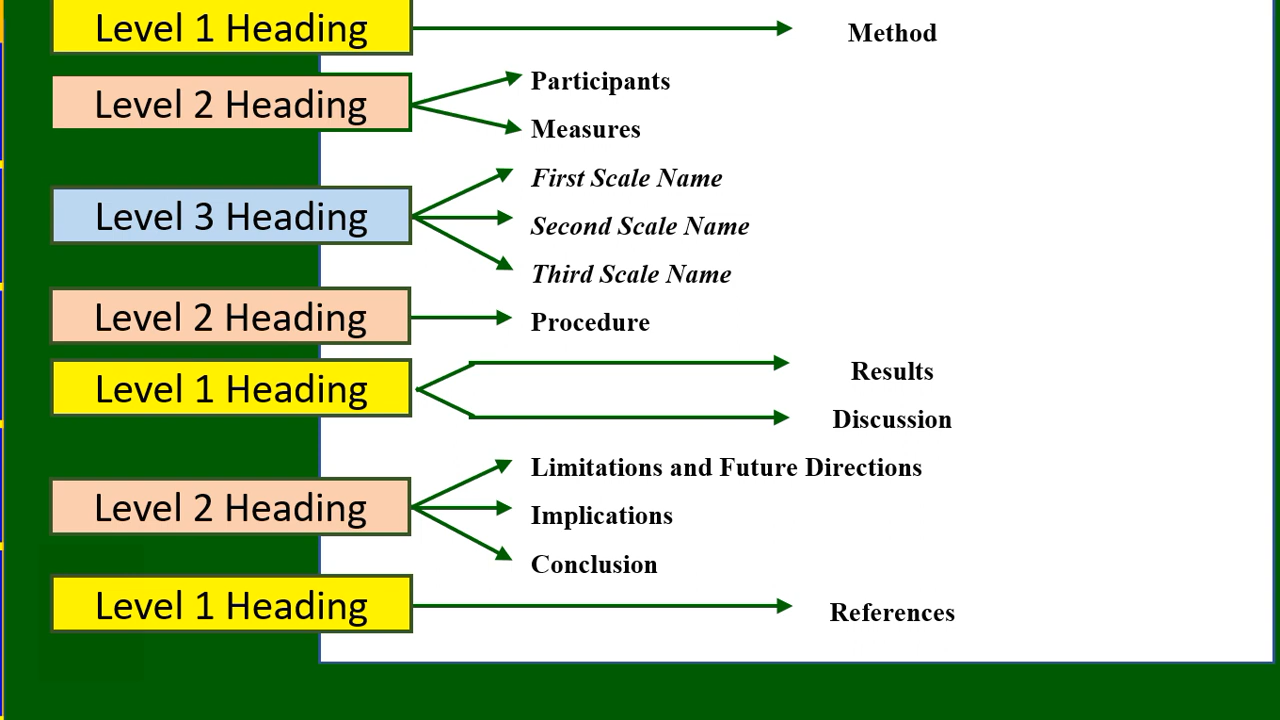 Level 1 Heading Method
Level 2 Heading Participants
Measures
Level 3 Heading First Scale Name
Second Scale Name
Third Scale Name
Level 2 Heading Procedure
Level 1 Heading Results
Discussion
Level 2 Heading Limitations and Future Directions
Implications
Conclusion
Level 1 Heading References